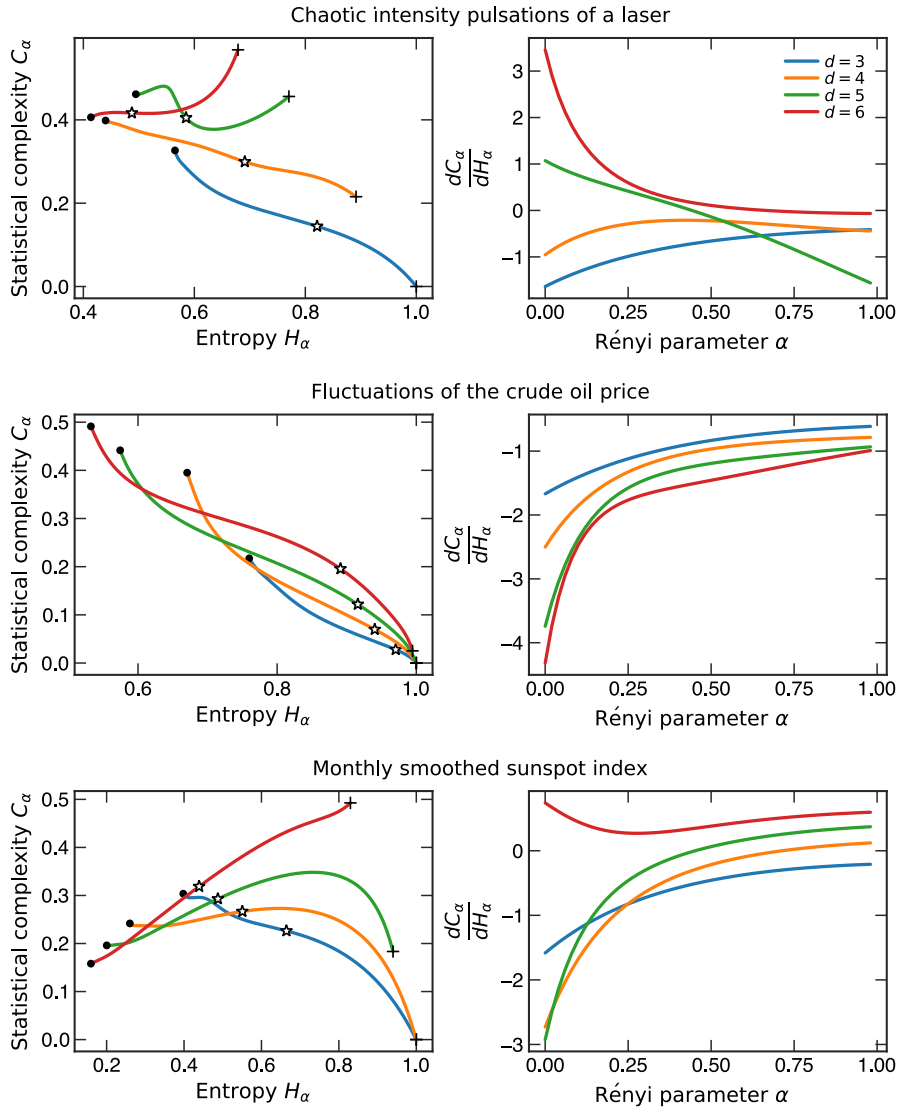 Chaotic intensity pulsations of a laser
Statistical complexity Cα
0.4
0.2
0.0
0.4 0.6 0.8 1.0
Entropy Hα
dCα
dHα
3
2
1
0
−1
0.00 0.25 0.50 0.75 1.00
Rényi parameter α
d = 3
d = 4
d = 5
d = 6
Fluctuations of the crude oil price
Statistical complexity Cα
0.5
0.4
0.3
0.2
0.1
0.0
0.6 0.8 1.0
Entropy Hα
dCα
dHα
−1
−2
−3
−4
0.00 0.25 0.50 0.75 1.00
Rényi parameter α
Monthly smoothed sunspot index
Statistical complexity Cα
0.5
0.4
0.3
0.2
0.1
0.0
0.2 0.4 0.6 0.8 1.0
Entropy Hα
dCα
dHα
0
−1
−2
−3
0.00 0.25 0.50 0.75 1.00
Rényi parameter α